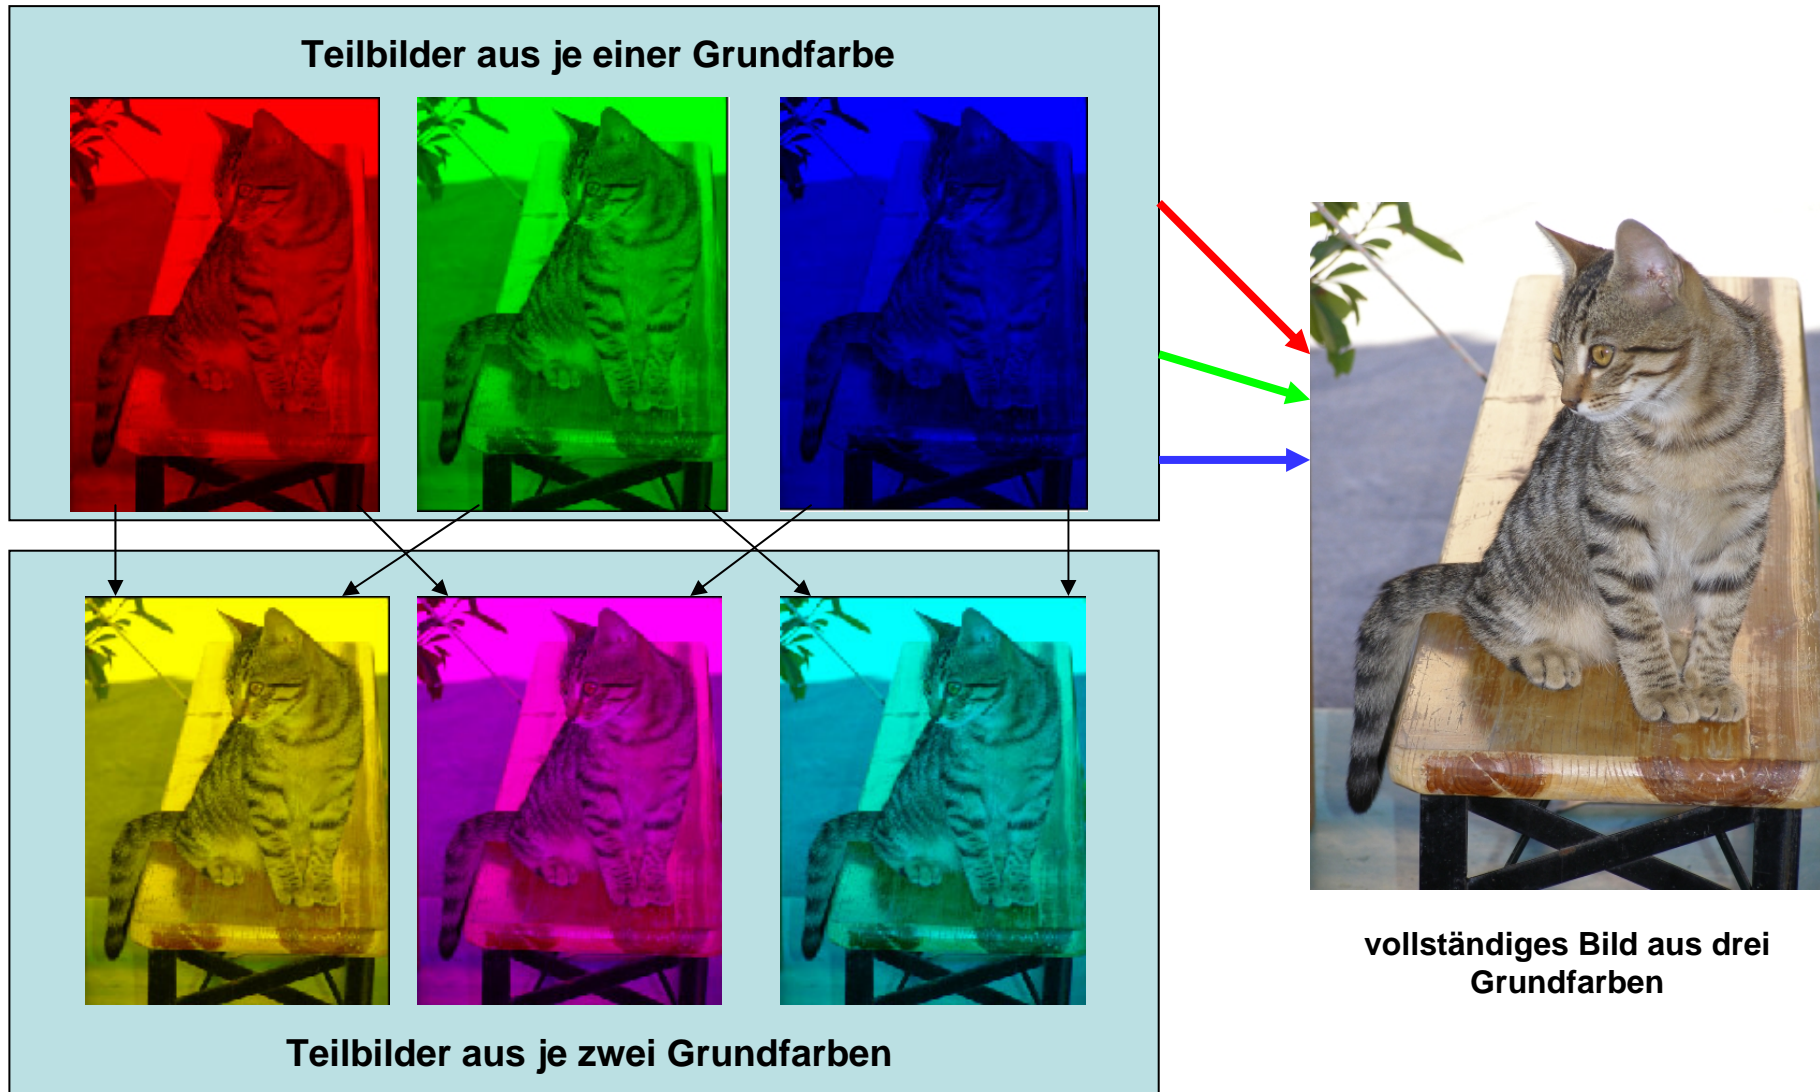 Teilbilder aus je einer Grundfarbe
vollständiges Bild aus drei
Grundfarben
Teilbilder aus je zwei Grundfarben